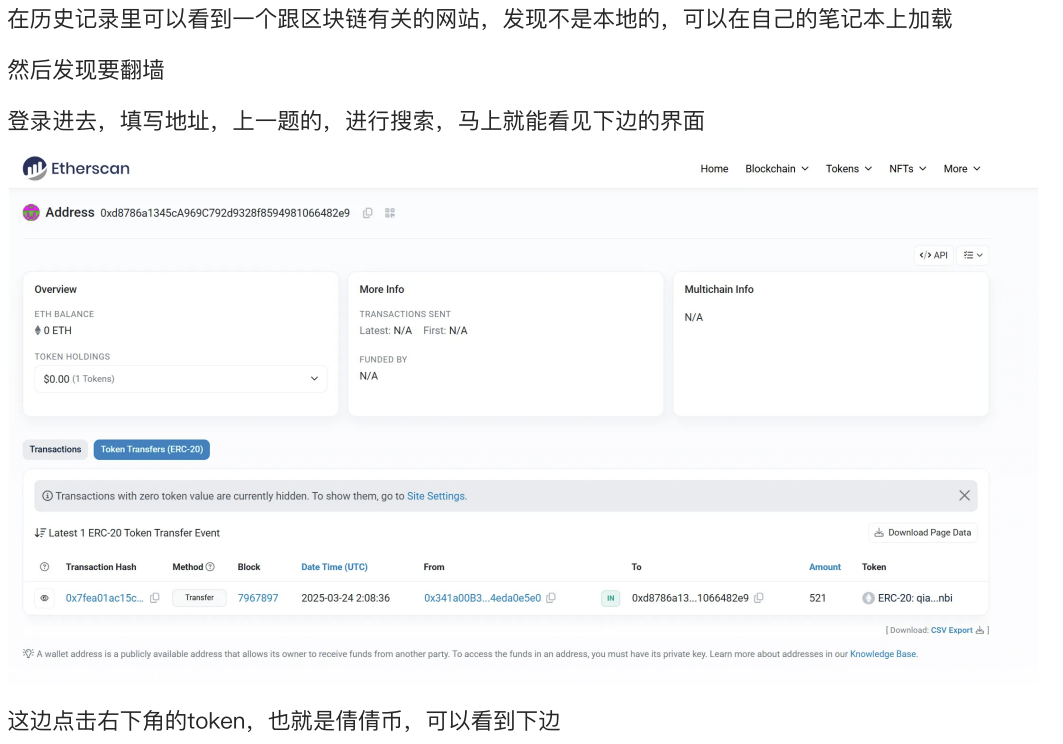 在历史记录里可以看到一个跟区块链有关的网站，发现不是本地的，可以在自己的笔记本上加载
然后发现要翻墙
登录进去，填写地址，上一题的，进行搜索，马上就能看见下边的界面
Etherscan
Home Blockchain Tokens NFTs More
Address 0xd8786a1345cA969C792d9328f8594981066482e9
</> API
Overview
ETH BALANCE
0 ETH
TOKEN HOLDINGS
$0.00 (1 Tokens)
More Info
TRANSACTIONS SENT
Latest: N/A First: N/A
FUNDED BY
N/A
Multichain Info
N/A
Transactions Token Transfers (ERC-20)
Transactions with zero token value are currently hidden. To show them, go to Site Settings.
Latest 1 ERC-20 Token Transfer Event
Download Page Data
Transaction Hash Method Block Date Time (UTC) From To Amount Token
0x7fea01ac15c... Transfer 7967897 2025-03-24 2:08:36 0x341a00B3...4eda0e5e0 IN 0xd8786a13...1066482e9 521 ERC-20: qia...nbi
[ Download: CSV Export ]
A wallet address is a publicly available address that allows its owner to receive funds from another party. To access the funds in an address, you must have its private key. Learn more about addresses in our Knowledge Base.
这边点击右下角的token，也就是倩倩币，可以看到下边